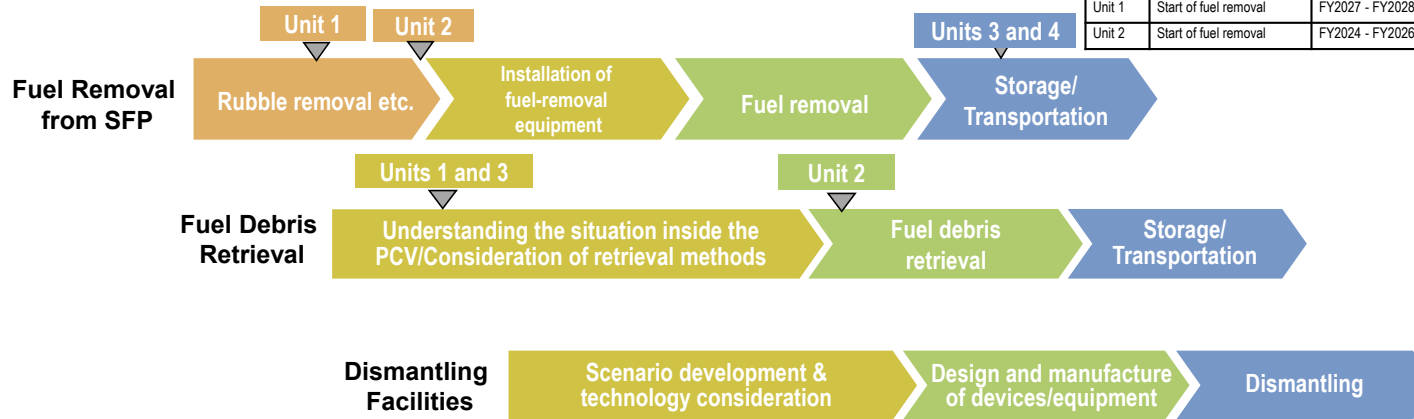 Unit 1 Start of fuel removal FY2027 - FY2028
Unit 2 Start of fuel removal FY2024 - FY2026
Unit 1
Unit 2
Units 3 and 4
Fuel Removal
from SFP
Rubble removal etc.
Installation of
fuel-removal
equipment
Fuel removal
Storage/
Transportation
Units 1 and 3
Unit 2
Fuel Debris
Retrieval
Understanding the situation inside the
PCV/Consideration of retrieval methods
Fuel debris
retrieval
Storage/
Transportation
Dismantling
Facilities
Scenario development &
technology consideration
Design and manufacture
of devices/equipment
Dismantling